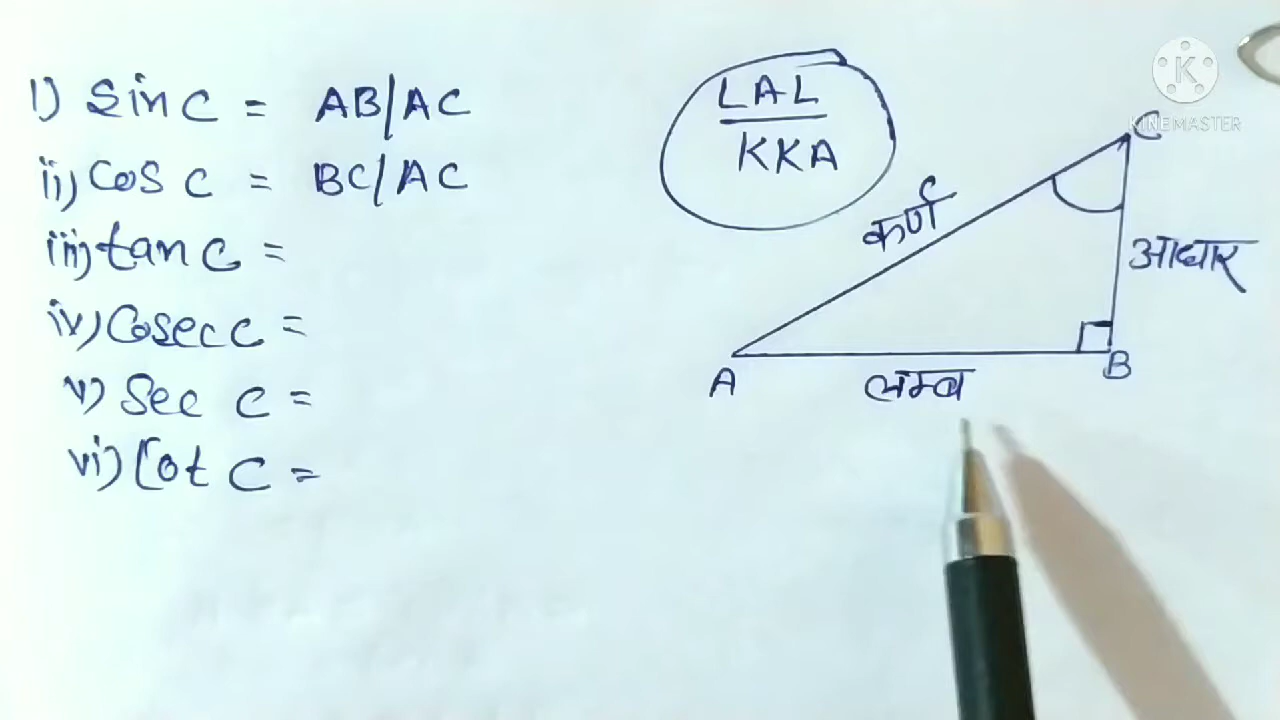 i) Sin C = AB/AC
ii) Cos C = BC/AC
iii) tan C =
iv) Cosec C =
v) Sec C =
vi) Cot C =
LAL
KKA
K
KINEMASTER
C
कर्ण
आधार
A
B
लम्ब